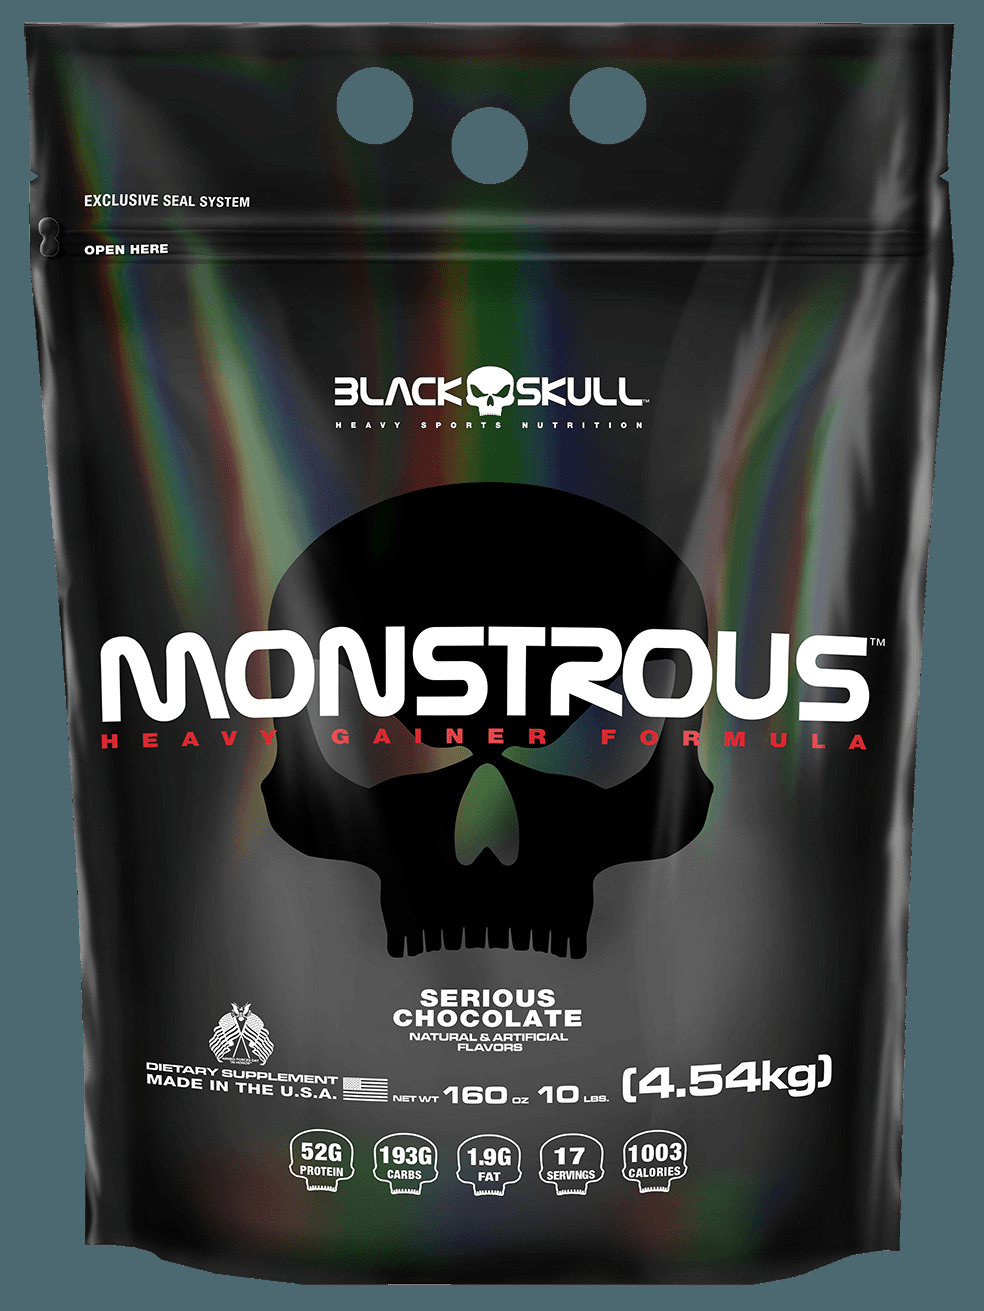 EXCLUSIVE SEAL SYSTEM
OPEN HERE
BLACK SKULL™
HEAVY SPORTS NUTRITION
MONSTROUS™
HEAVY GAINER FORMULA
SERIOUS
CHOCOLATE
NATURAL & ARTIFICIAL
FLAVORS
DIETARY SUPPLEMENT
MADE IN THE U.S.A.
NET WT 160 OZ 10 LBS. (4.54kg)
52G PROTEIN
193G CARBS
1.9G FAT
17 SERVINGS
1003 CALORIES